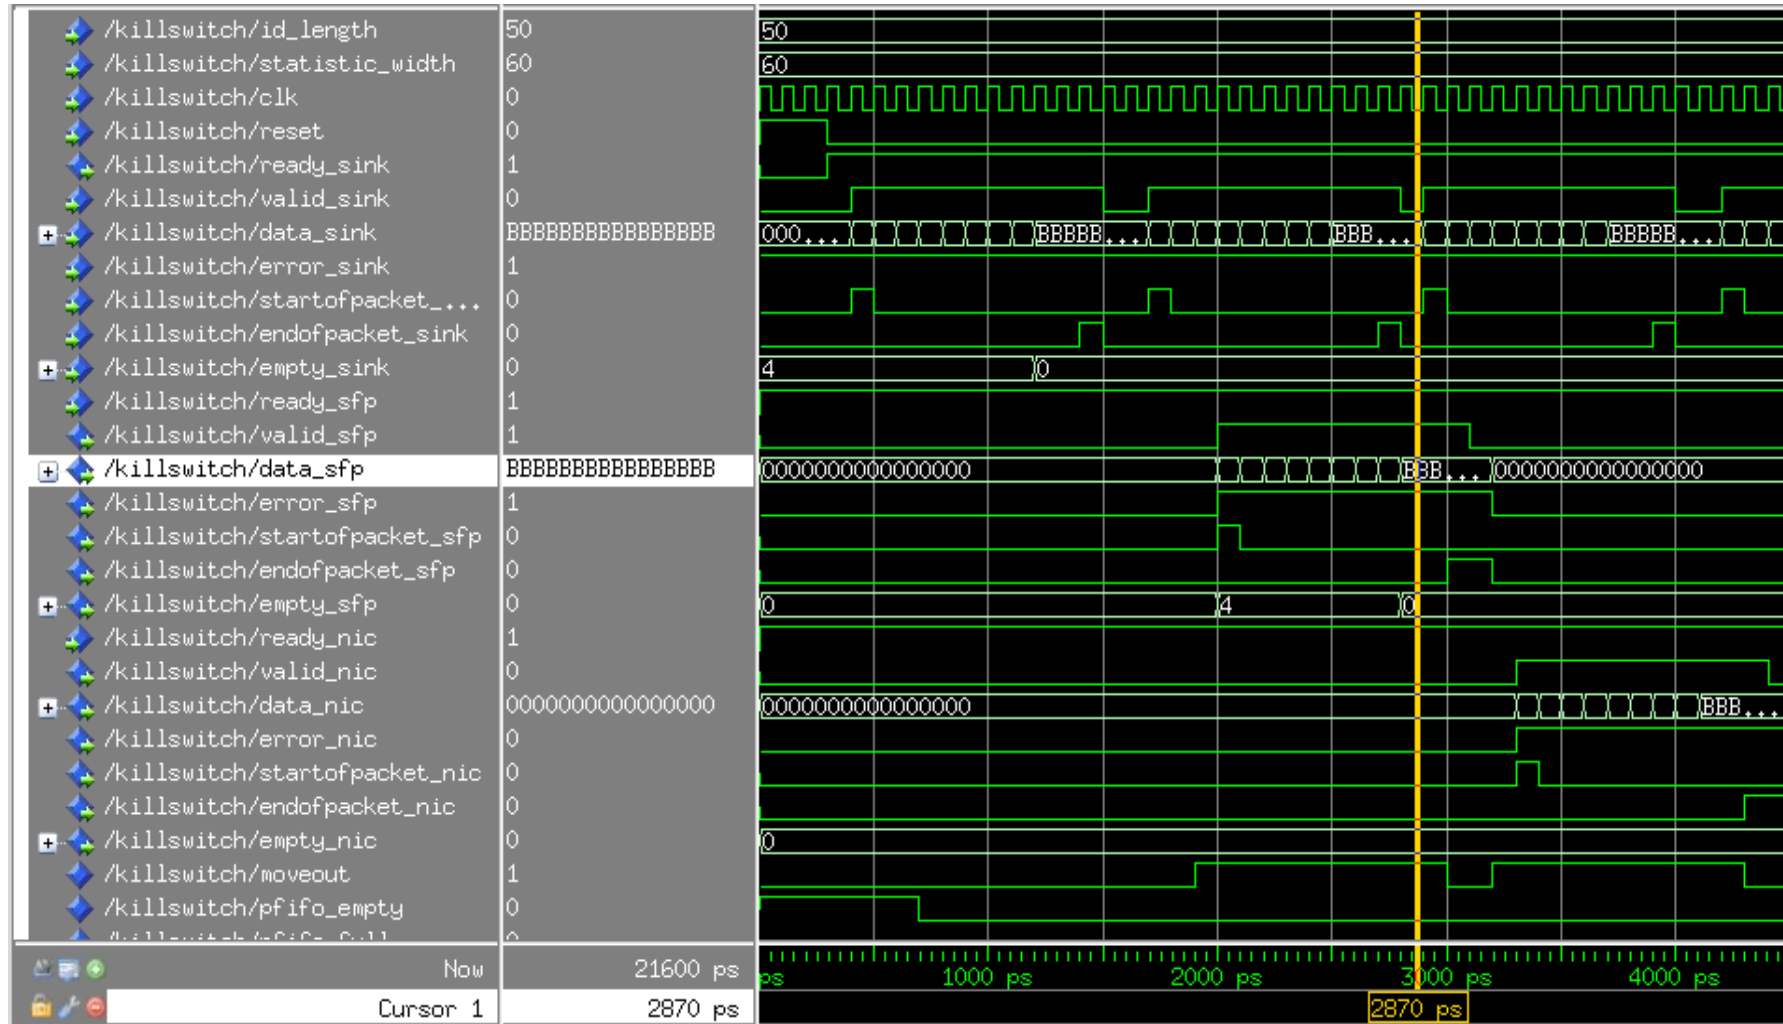 /killswitch/id_length 50 50
/killswitch/statistic_width 60 60
/killswitch/clk 0
/killswitch/reset 0
/killswitch/ready_sink 1
/killswitch/valid_sink 0
/killswitch/data_sink BBBBBBBBBBBBBBBB 000... BBBBB... BBB... BBBBB...
/killswitch/error_sink 1
/killswitch/startofpacket_... 0
/killswitch/endofpacket_sink 0
/killswitch/empty_sink 0 4 0
/killswitch/ready_sfp 1
/killswitch/valid_sfp 1
/killswitch/data_sfp BBBBBBBBBBBBBBBB 0000000000000000 BBB... 0000000000000000
/killswitch/error_sfp 1
/killswitch/startofpacket_sfp 0
/killswitch/endofpacket_sfp 0
/killswitch/empty_sfp 0 0 4 0
/killswitch/ready_nic 1
/killswitch/valid_nic 0
/killswitch/data_nic 0000000000000000 0000000000000000 BBB...
/killswitch/error_nic 0
/killswitch/startofpacket_nic 0
/killswitch/endofpacket_nic 0
/killswitch/empty_nic 0 0
/killswitch/moveout 1
/killswitch/pfifo_empty 0
/killswitch/pfifo_full 0
Now 21600 ps ps 1000 ps 2000 ps 3000 ps 4000 ps
Cursor 1 2870 ps 2870 ps